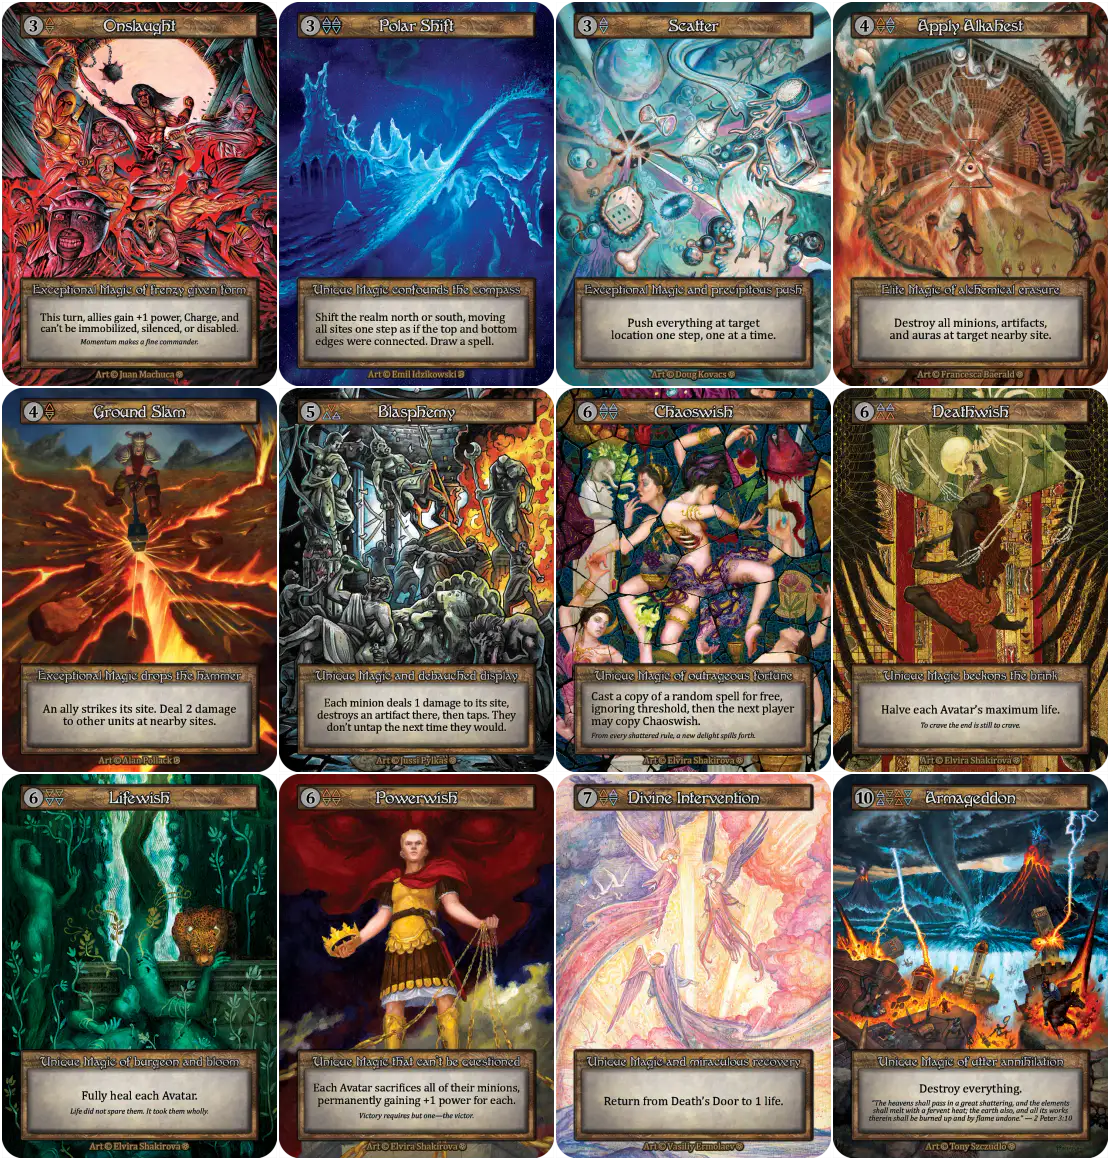 3 Onslaught
Exceptional Magic of frenzy given form
This turn, allies gain +1 power, Charge, and
can't be immobilized, silenced, or disabled.
Momentum makes a fine commander.
Art © Juan Machuca
3 Polar Shift
Unique Magic confounds the compass
Shift the realm north or south, moving
all sites one step as if the top and bottom
edges were connected. Draw a spell.
Art © Emil Idzikowski
3 Scatter
Exceptional Magic and precipitous push
Push everything at target
location one step, one at a time.
Art © Doug Kovacs
4 Apply Alkahest
Elite Magic of alchemical erasure
Destroy all minions, artifacts,
and auras at target nearby site.
Art © Francesca Baerald
4 Ground Slam
Exceptional Magic drops the hammer
An ally strikes its site. Deal 2 damage
to other units at nearby sites.
Art © Alan Pollack
5 Blasphemy
Unique Magic and debauched display
Each minion deals 1 damage to its site,
destroys an artifact there, then taps. They
don't untap the next time they would.
Art © Jussi Pylkäs
6 Chaoswish
Unique Magic of outrageous fortune
Cast a copy of a random spell for free,
ignoring threshold, then the next player
may copy Chaoswish.
From every shattered rule, a new delight spills forth.
Art © Elvira Shakirova
6 Deathwish
Unique Magic beckons the brink
Halve each Avatar's maximum life.
To crave the end is still to crave.
Art © Elvira Shakirova
6 Lifewish
Unique Magic of burgeon and bloom
Fully heal each Avatar.
Life did not spare them. It took them wholly.
Art © Elvira Shakirova
6 Powerwish
Unique Magic that can't be questioned
Each Avatar sacrifices all of their minions,
permanently gaining +1 power for each.
Victory requires but one—the victor.
Art © Elvira Shakirova
7 Divine Intervention
Unique Magic and miraculous recovery
Return from Death's Door to 1 life.
Art © Vasiliy Ermolaev
10 Armageddon
Unique Magic of utter annihilation
Destroy everything.
"The heavens shall pass in a great shattering, and the elements
shall melt with a fervent heat; the earth also, and all its works
therein shall be burned up and by flame undone." — 2 Peter 3:10
Art © Tony Szczudlo